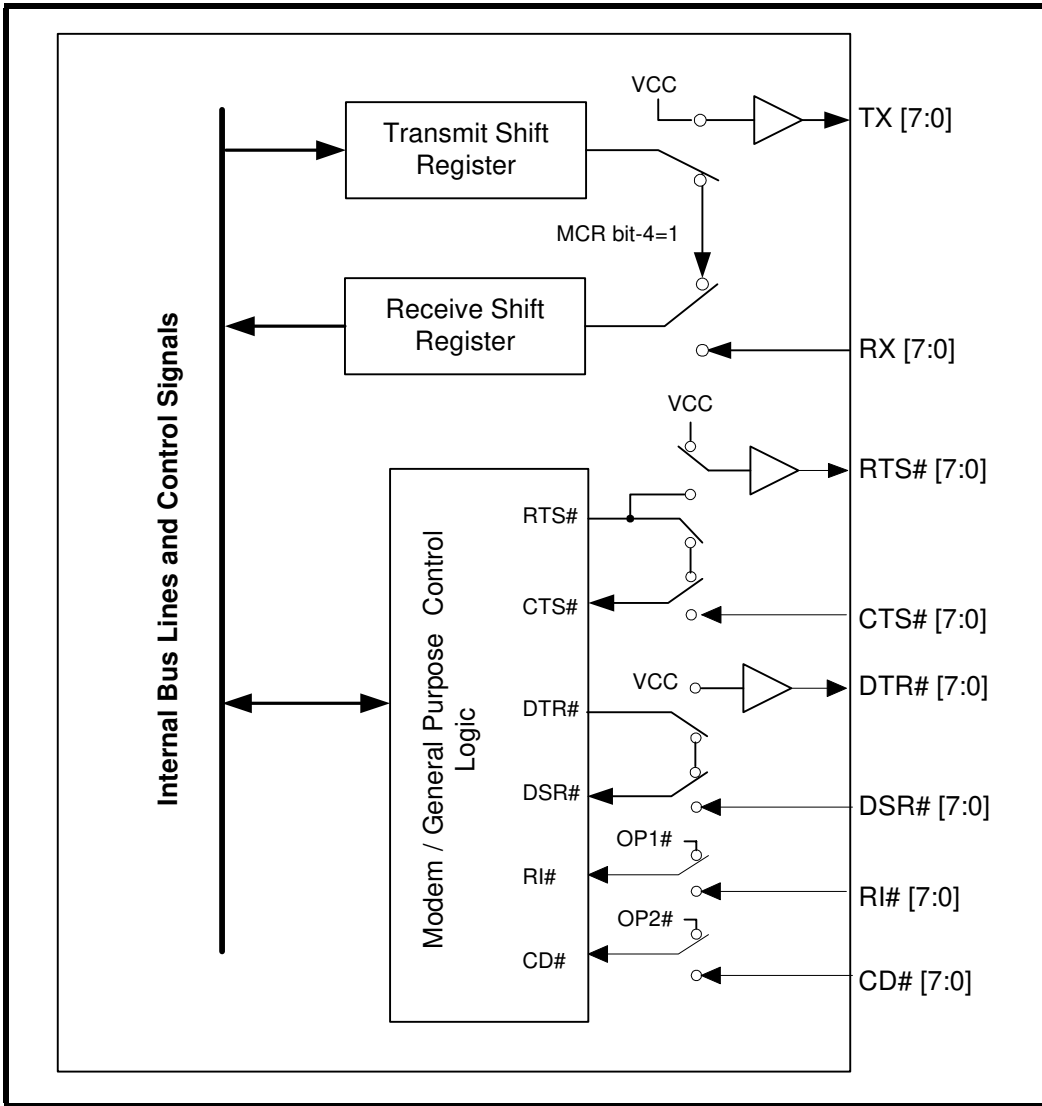 VCC
TX [7:0]
Transmit Shift
Register
MCR bit-4=1
Receive Shift
Register
RX [7:0]
Internal Bus Lines and Control Signals
VCC
RTS# [7:0]
RTS#
CTS#
CTS# [7:0]
Modem / General Purpose Control
Logic
VCC
DTR# [7:0]
DTR#
DSR#
DSR# [7:0]
OP1#
RI#
RI# [7:0]
OP2#
CD#
CD# [7:0]